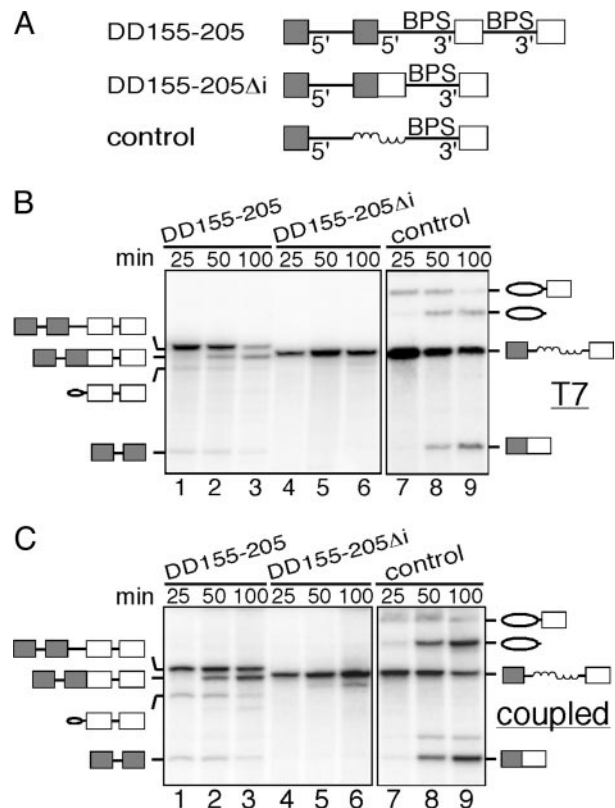 A
DD155-205
BPS BPS
5' 5' 3' 3'
DD155-205Δi
BPS
5' 3'
control
BPS
5' 3'
B
DD155-205 DD155-205Δi control
min 25 50 100 25 50 100 25 50 100
T7
1 2 3 4 5 6 7 8 9
C
DD155-205 DD155-205Δi control
min 25 50 100 25 50 100 25 50 100
coupled
1 2 3 4 5 6 7 8 9